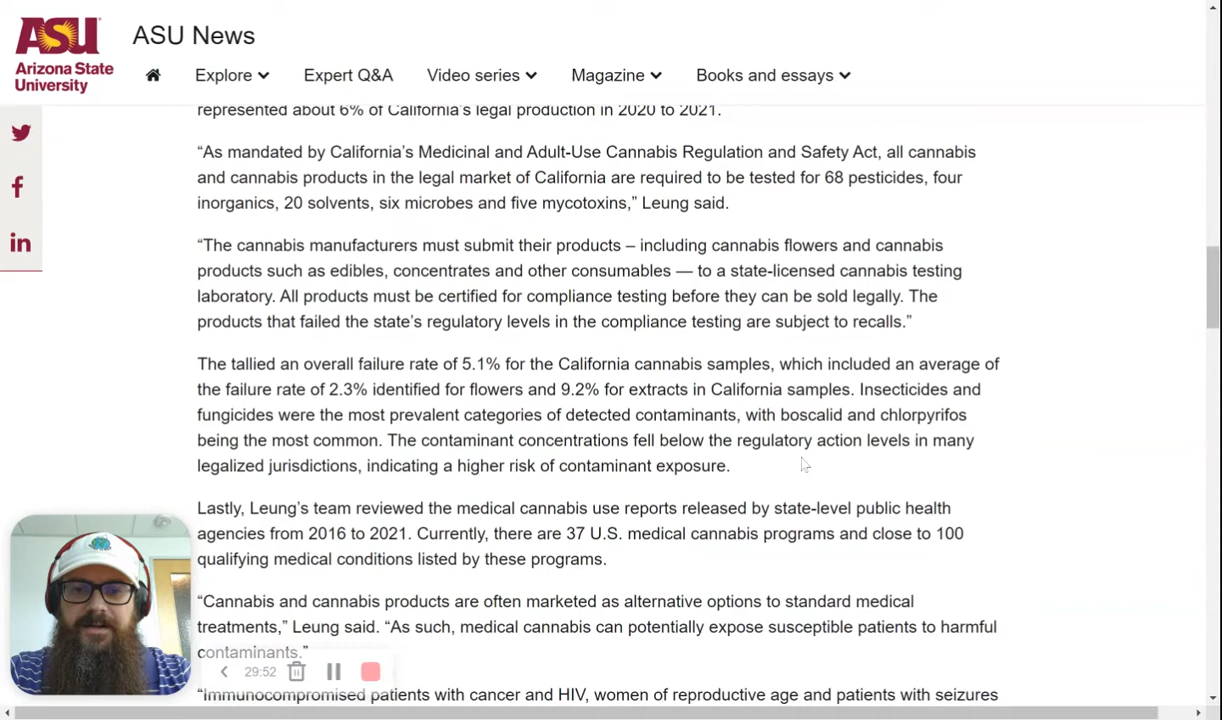 ASU
Arizona State
University
ASU News
Explore
Expert Q&A
Video series
Magazine
Books and essays
represented about 6% of California's legal production in 2020 to 2021.
“As mandated by California's Medicinal and Adult-Use Cannabis Regulation and Safety Act, all cannabis
and cannabis products in the legal market of California are required to be tested for 68 pesticides, four
inorganics, 20 solvents, six microbes and five mycotoxins,” Leung said.
“The cannabis manufacturers must submit their products – including cannabis flowers and cannabis
products such as edibles, concentrates and other consumables — to a state-licensed cannabis testing
laboratory. All products must be certified for compliance testing before they can be sold legally. The
products that failed the state's regulatory levels in the compliance testing are subject to recalls.”
The tallied an overall failure rate of 5.1% for the California cannabis samples, which included an average of
the failure rate of 2.3% identified for flowers and 9.2% for extracts in California samples. Insecticides and
fungicides were the most prevalent categories of detected contaminants, with boscalid and chlorpyrifos
being the most common. The contaminant concentrations fell below the regulatory action levels in many
legalized jurisdictions, indicating a higher risk of contaminant exposure.
Lastly, Leung's team reviewed the medical cannabis use reports released by state-level public health
agencies from 2016 to 2021. Currently, there are 37 U.S. medical cannabis programs and close to 100
qualifying medical conditions listed by these programs.
“Cannabis and cannabis products are often marketed as alternative options to standard medical
treatments,” Leung said. “As such, medical cannabis can potentially expose susceptible patients to harmful
contaminants.”
29:52
“Immunocompromised patients with cancer and HIV, women of reproductive age and patients with seizures